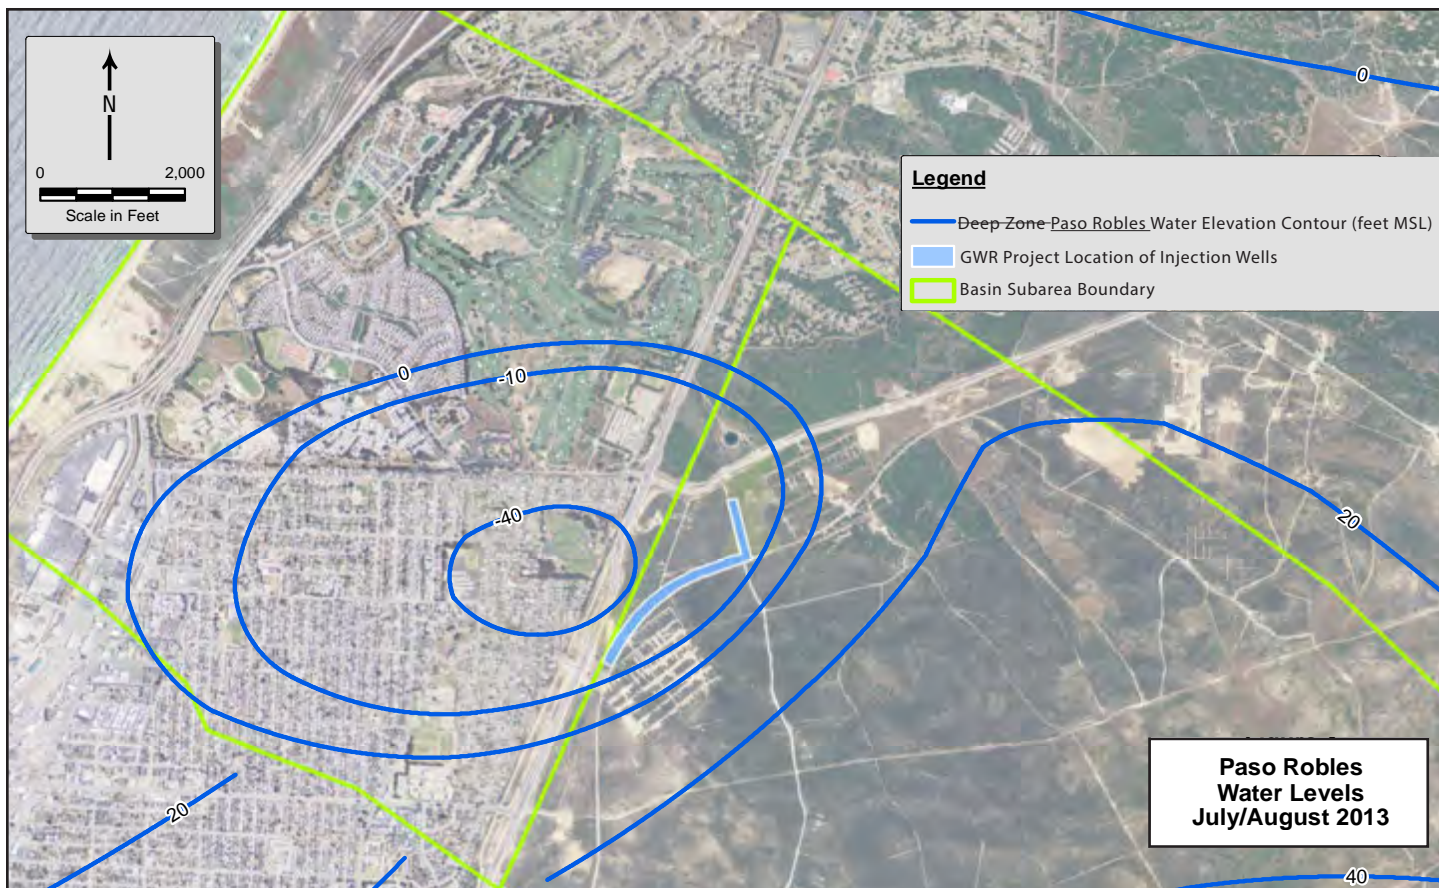 N
0 2,000
Scale in Feet
0
Legend
Deep Zone Paso Robles Water Elevation Contour (feet MSL)
GWR Project Location of Injection Wells
Basin Subarea Boundary
0
-10
-40
20
20
Paso Robles
Water Levels
July/August 2013
40